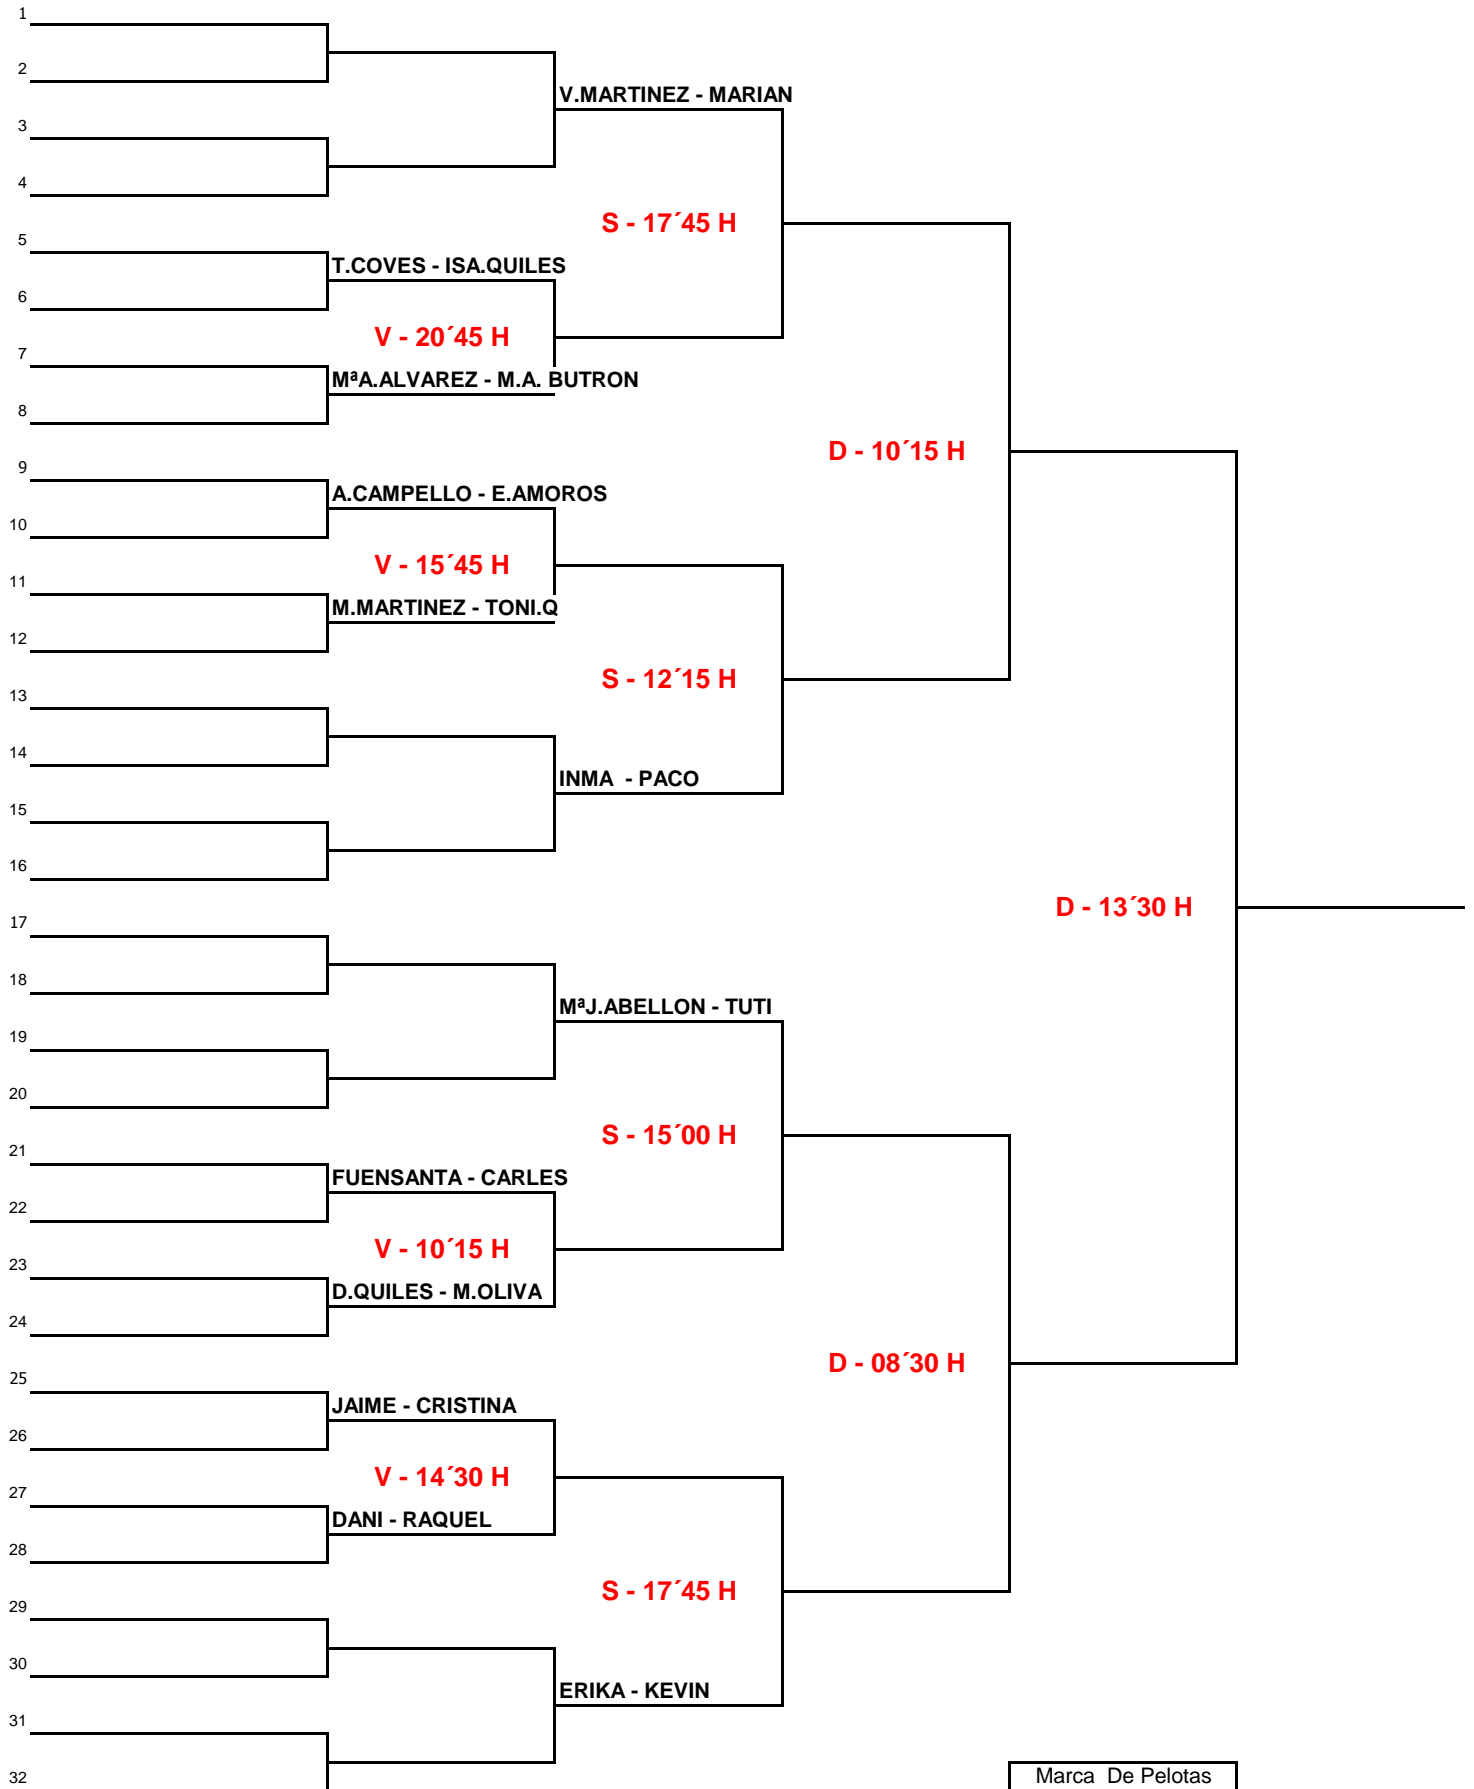 1
2
V.MARTINEZ - MARIAN
3
4
S - 17´45 H
5
T.COVES - ISA.QUILES
6
V - 20´45 H
7
MªA.ALVAREZ - M.A. BUTRON
8
D - 10´15 H
9
A.CAMPELLO - E.AMOROS
10
V - 15´45 H
11
M.MARTINEZ - TONI.Q
12
S - 12´15 H
13
14
INMA  - PACO
15
16
D - 13´30 H
17
18
MªJ.ABELLON - TUTI
19
20
S - 15´00 H
21
FUENSANTA - CARLES
22
V - 10´15 H
23
D.QUILES - M.OLIVA
24
D - 08´30 H
25
JAIME - CRISTINA
26
V - 14´30 H
27
DANI - RAQUEL
28
S - 17´45 H
29
30
ERIKA - KEVIN
31
32
Marca  De Pelotas